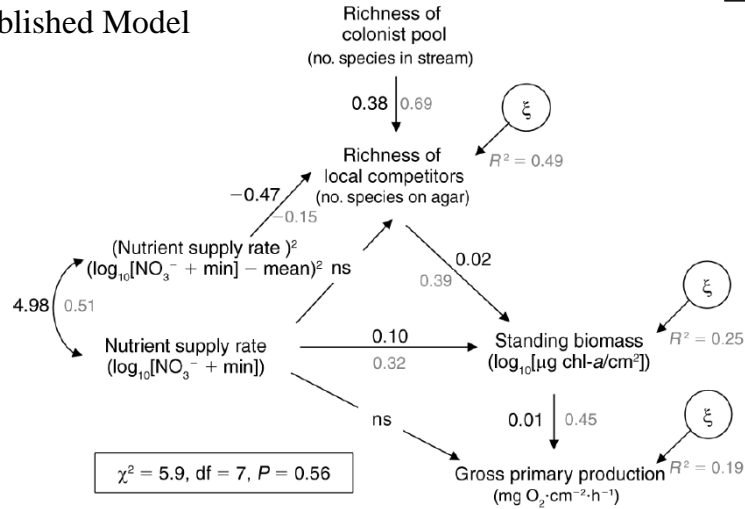 blished Model
Richness of
colonist pool
(no. species in stream)
0.38 0.69
ξ
R² = 0.49
Richness of
local competitors
(no. species on agar)
−0.47
−0.15
(Nutrient supply rate )²
(log₁₀[NO₃⁻ + min] − mean)² ns
0.02
0.39
4.98 0.51
ξ
R² = 0.25
Nutrient supply rate
(log₁₀[NO₃⁻ + min])
0.10
0.32
Standing biomass
(log₁₀[µg chl-a/cm²])
ns
0.01 0.45
ξ
R² = 0.19
χ² = 5.9, df = 7, P = 0.56
Gross primary production
(mg O₂·cm⁻²·h⁻¹)